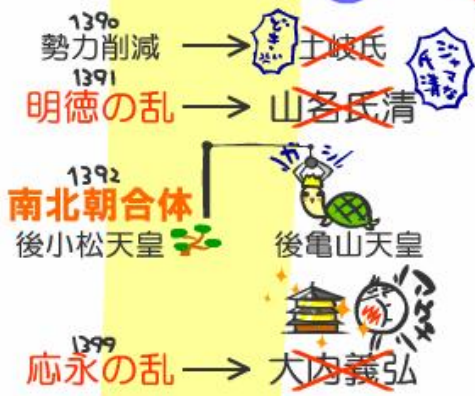 1390
勢力削減 → 土岐氏
どき・恐い
1391
明徳の乱 → 山名氏清
ジャマな
氏清
1392
南北朝合体
後小松天皇
後亀山天皇
1399
応永の乱 → 大内義弘